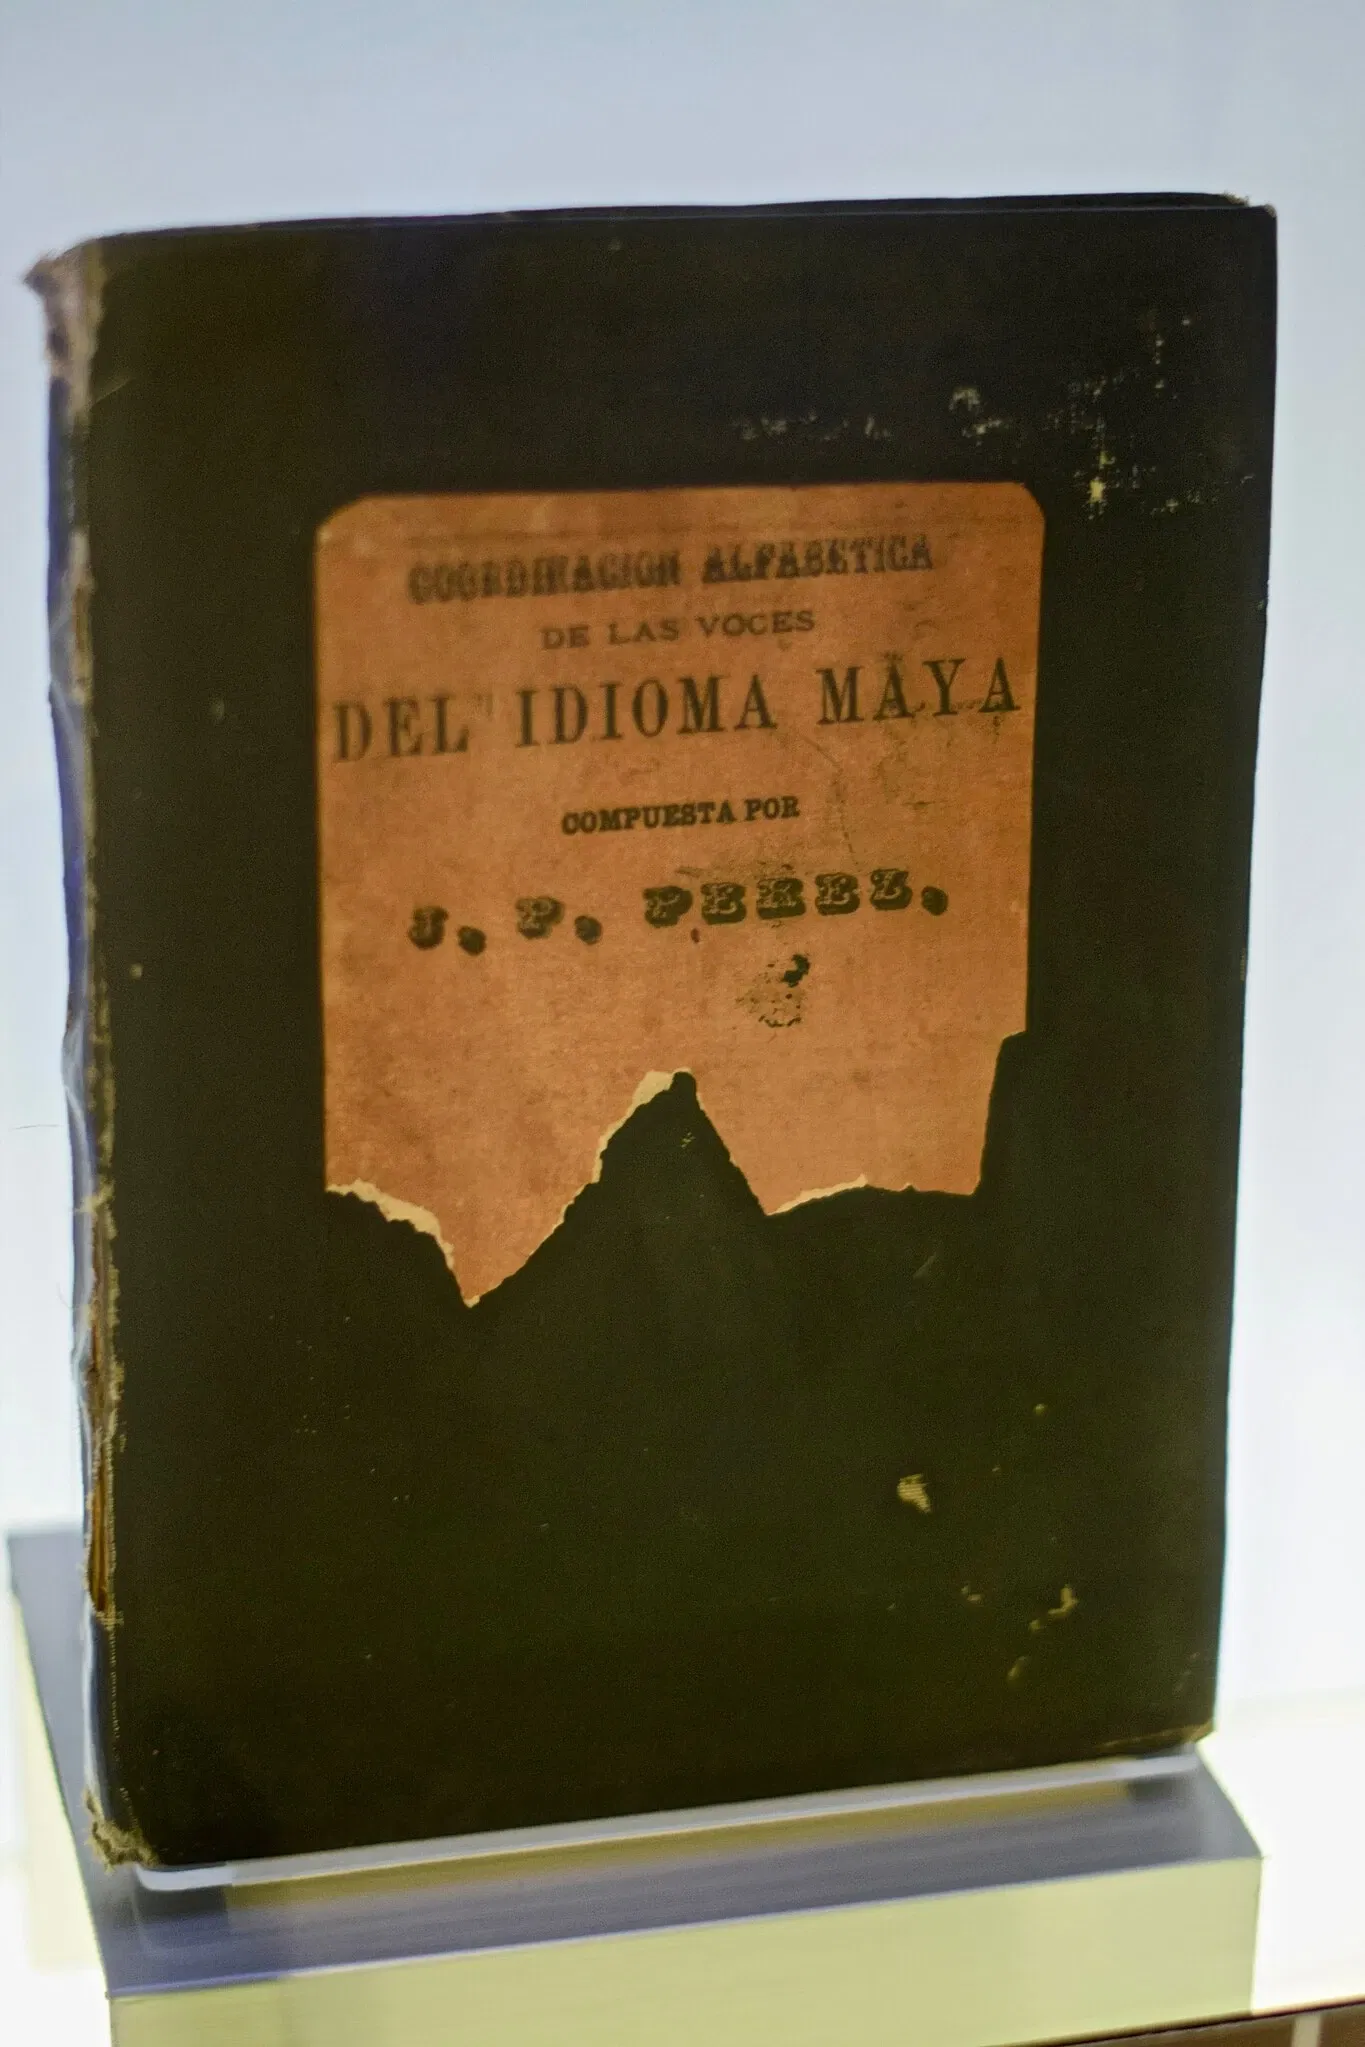 COORDINACION ALFABETICA
DE LAS VOCES
DEL IDIOMA MAYA
COMPUESTA POR
J. P. PEREZ.